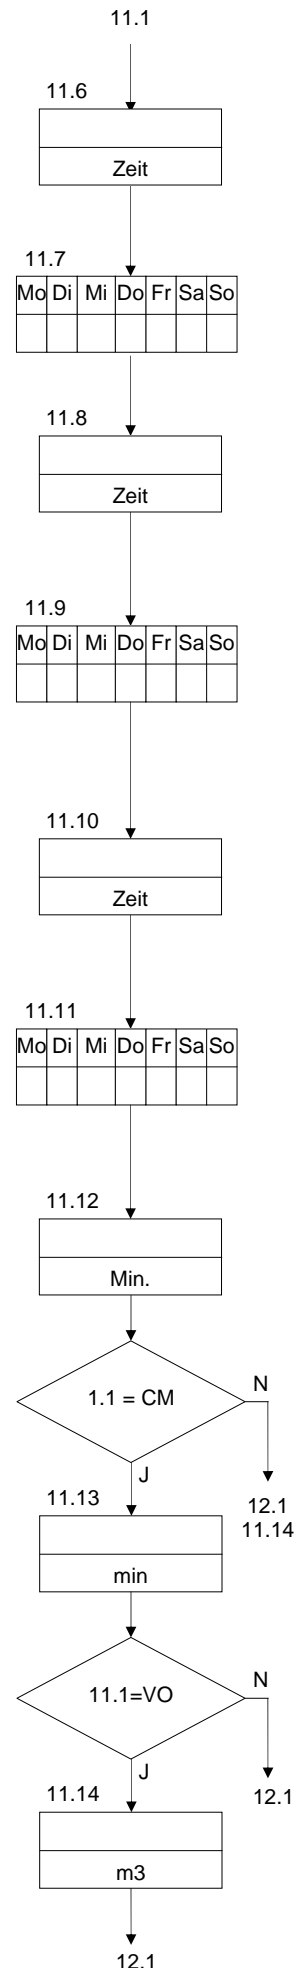 11.1
11.6
Zeit
11.7
Mo Di Mi Do Fr Sa So
11.8
Zeit
11.9
Mo Di Mi Do Fr Sa So
11.10
Zeit
11.11
Mo Di Mi Do Fr Sa So
11.12
Min.
1.1 = CM
N
J
12.1
11.14
11.13
min
11.1=VO
N
J
12.1
11.14
m3
12.1